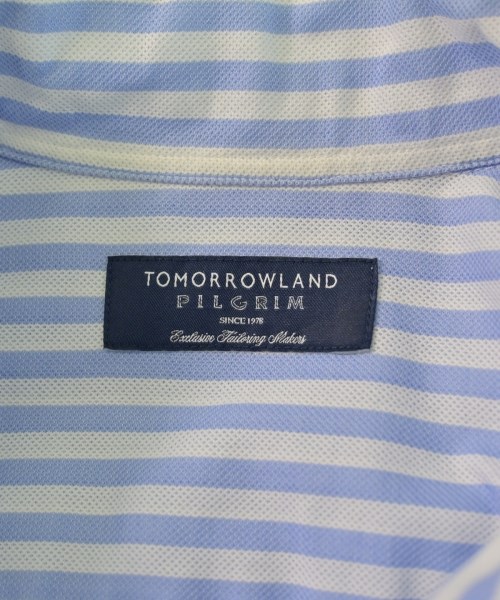 TOMORROWLAND
PILGRIM
SINCE 1978
Exclusive Tailoring Makers